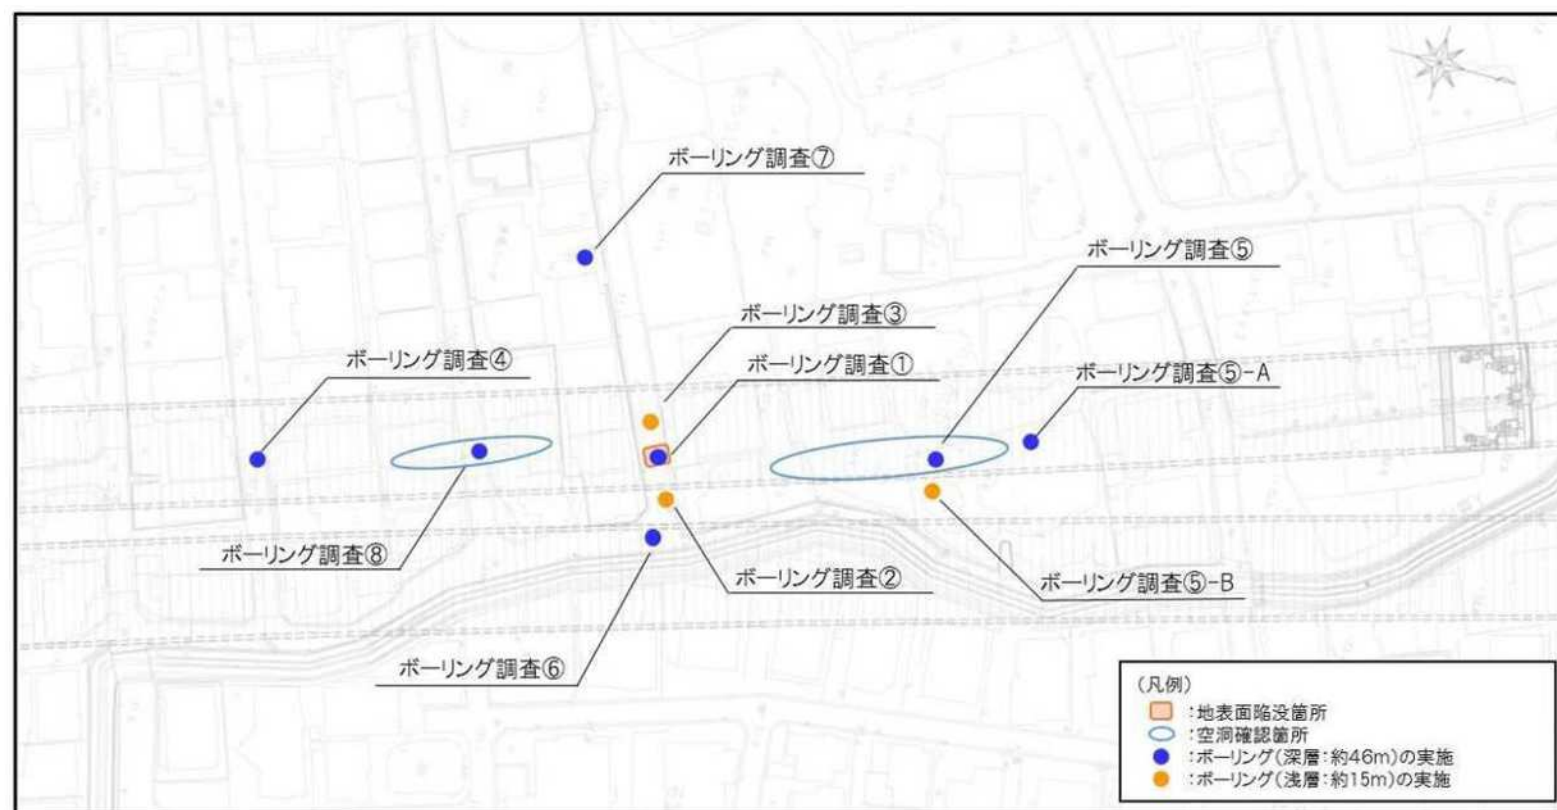 ボーリング調査⑦
ボーリング調査⑤
ボーリング調査③
ボーリング調査④
ボーリング調査①
ボーリング調査⑤-A
ボーリング調査⑧
ボーリング調査②
ボーリング調査⑤-B
ボーリング調査⑥
(凡例)
:地表面陥没箇所
:空洞確認箇所
:ボーリング(深層:約46m)の実施
:ボーリング(浅層:約15m)の実施